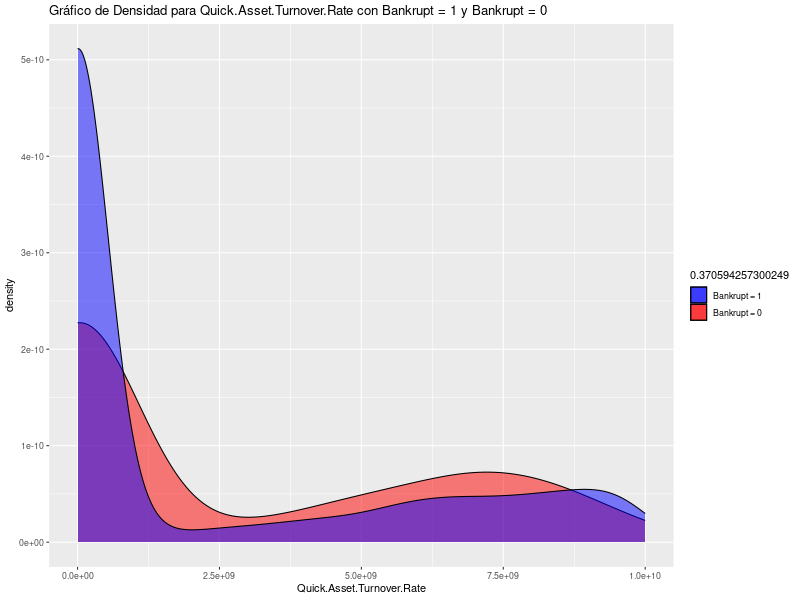 Gráfico de Densidad para Quick.Asset.Turnover.Rate con Bankrupt = 1 y Bankrupt = 0
5e-10
4e-10
3e-10
2e-10
1e-10
0e+00
density
0.0e+00 2.5e+09 5.0e+09 7.5e+09 1.0e+10
Quick.Asset.Turnover.Rate
0.370594257300249
Bankrupt = 1
Bankrupt = 0